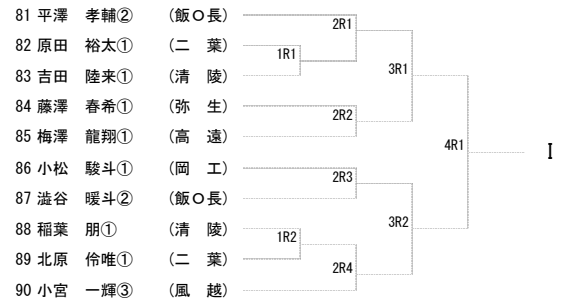 81 平澤 孝輔② (飯O長)
2R1
82 原田 裕太① (二 葉)
1R1
83 吉田 陸来① (清 陵)
3R1
84 藤澤 春希① (弥 生)
2R2
85 梅澤 龍翔① (高 遠)
4R1
I
86 小松 駿斗① (岡 工)
2R3
87 澁谷 暖斗② (飯O長)
88 稲葉 朋① (清 陵)
3R2
1R2
89 北原 伶唯① (二 葉)
2R4
90 小宮 一輝③ (風 越)